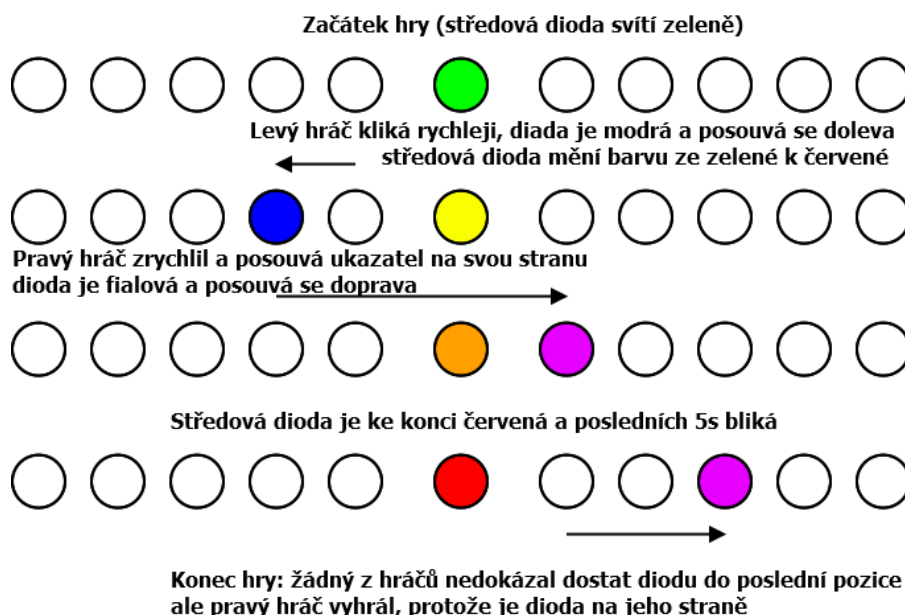 Začátek hry (středová dioda svítí zeleně)
Levý hráč kliká rychleji, diada je modrá a posouvá se doleva
středová dioda mění barvu ze zelené k červené
Pravý hráč zrychlil a posouvá ukazatel na svou stranu
dioda je fialová a posouvá se doprava
Středová dioda je ke konci červená a posledních 5s bliká
Konec hry: žádný z hráčů nedokázal dostat diodu do poslední pozice
ale pravý hráč vyhrál, protože je dioda na jeho straně